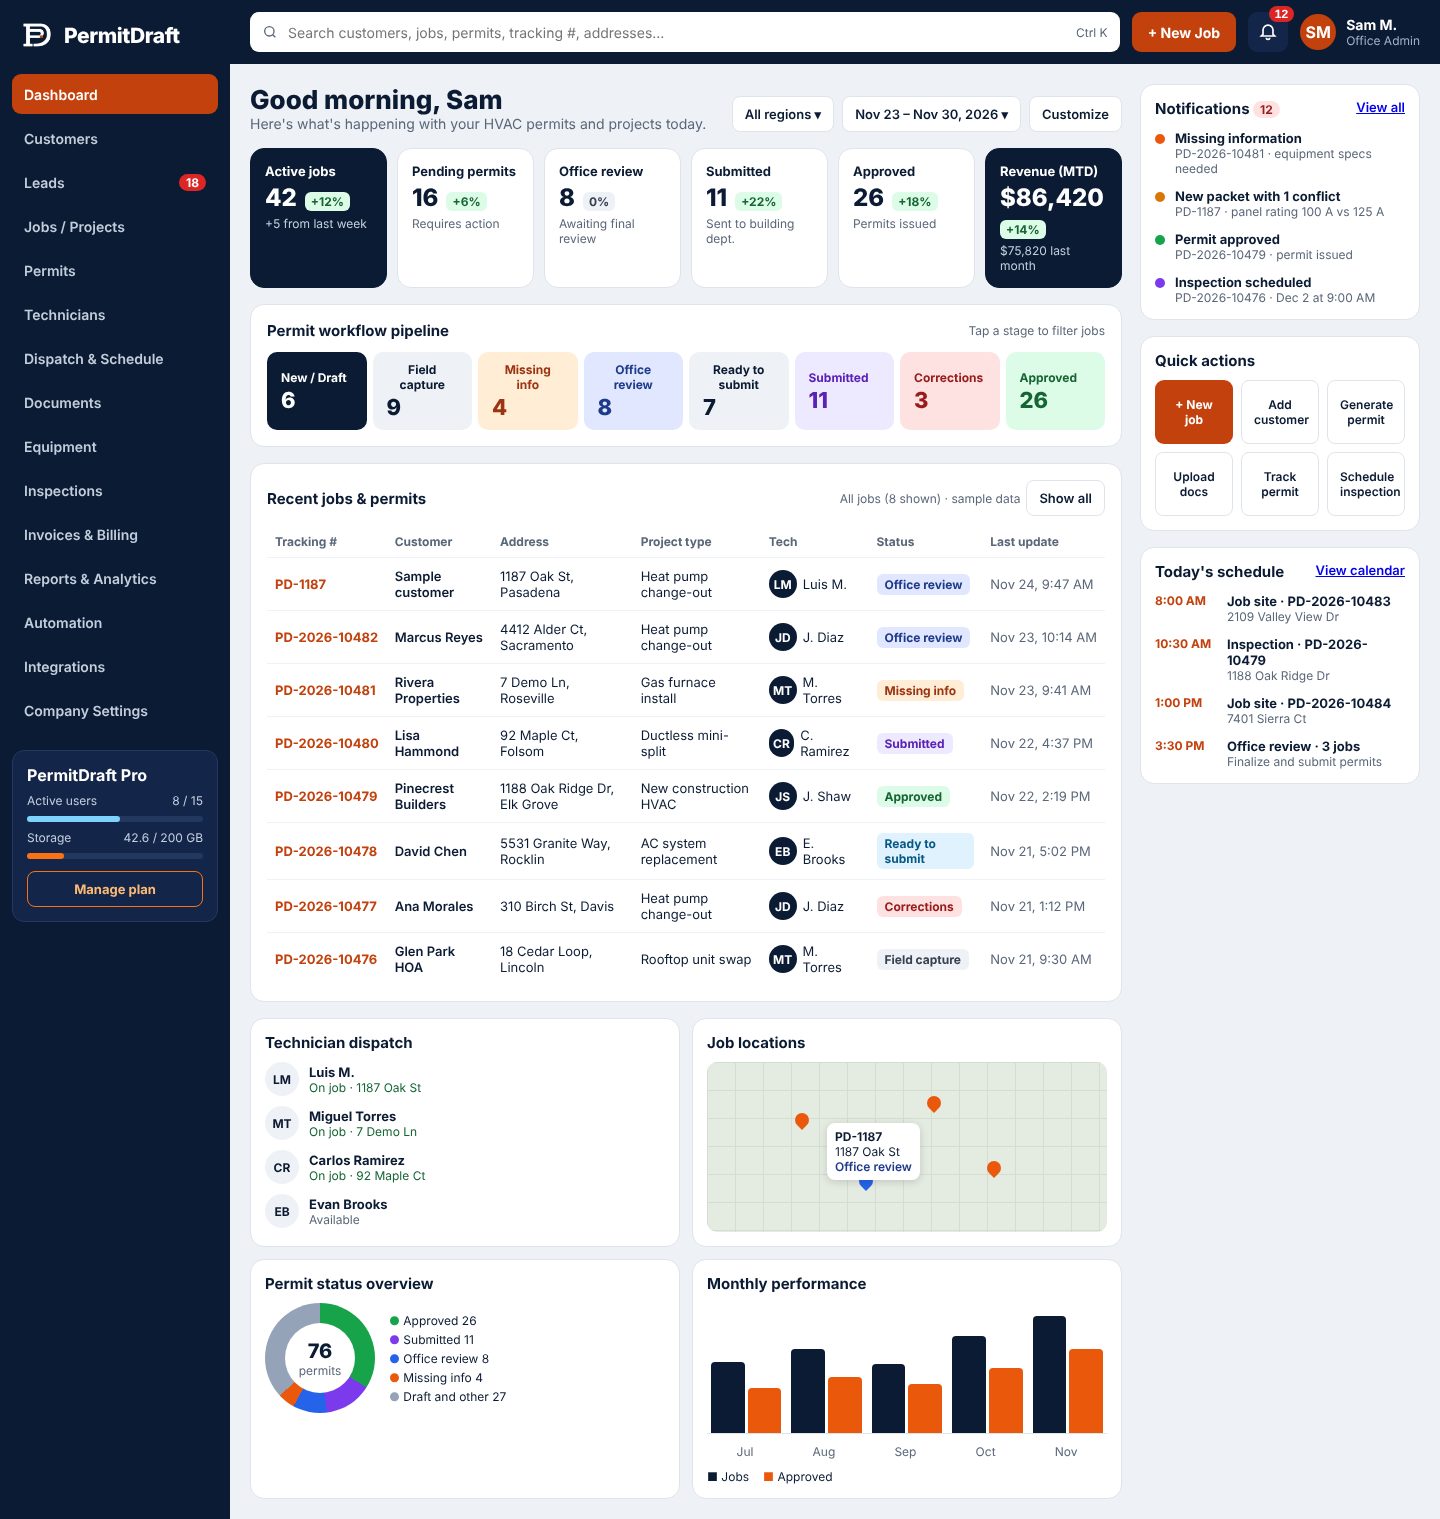 PermitDraft
Search customers, jobs, permits, tracking #, addresses...
Ctrl K
+ New Job
12
SM
Sam M.
Office Admin
Dashboard
Customers
Leads 18
Jobs / Projects
Permits
Technicians
Dispatch & Schedule
Documents
Equipment
Inspections
Invoices & Billing
Reports & Analytics
Automation
Integrations
Company Settings
PermitDraft Pro
Active users 8 / 15
Storage 42.6 / 200 GB
Manage plan
Good morning, Sam
Here's what's happening with your HVAC permits and projects today.
All regions ▾
Nov 23 – Nov 30, 2026 ▾
Customize
Active jobs
42 +12%
+5 from last week
Pending permits
16 +6%
Requires action
Office review
8 0%
Awaiting final
review
Submitted
11 +22%
Sent to building
dept.
Approved
26 +18%
Permits issued
Revenue (MTD)
$86,420
+14%
$75,820 last
month
Permit workflow pipeline
Tap a stage to filter jobs
New / Draft
6
Field
capture
9
Missing
info
4
Office
review
8
Ready to
submit
7
Submitted
11
Corrections
3
Approved
26
Recent jobs & permits
All jobs (8 shown) · sample data
Show all
Tracking # Customer Address Project type Tech Status Last update
PD-1187
Sample
customer
1187 Oak St,
Pasadena
Heat pump
change-out
LM Luis M.
Office review
Nov 24, 9:47 AM
PD-2026-10482
Marcus Reyes
4412 Alder Ct,
Sacramento
Heat pump
change-out
JD J. Diaz
Office review
Nov 23, 10:14 AM
PD-2026-10481
Rivera
Properties
7 Demo Ln,
Roseville
Gas furnace
install
MT M.
Torres
Missing info
Nov 23, 9:41 AM
PD-2026-10480
Lisa
Hammond
92 Maple Ct,
Folsom
Ductless mini-
split
CR C.
Ramirez
Submitted
Nov 22, 4:37 PM
PD-2026-10479
Pinecrest
Builders
1188 Oak Ridge Dr,
Elk Grove
New construction
HVAC
JS J. Shaw
Approved
Nov 22, 2:19 PM
PD-2026-10478
David Chen
5531 Granite Way,
Rocklin
AC system
replacement
EB E.
Brooks
Ready to
submit
Nov 21, 5:02 PM
PD-2026-10477
Ana Morales
310 Birch St, Davis
Heat pump
change-out
JD J. Diaz
Corrections
Nov 21, 1:12 PM
PD-2026-10476
Glen Park
HOA
18 Cedar Loop,
Lincoln
Rooftop unit swap
MT M.
Torres
Field capture
Nov 21, 9:30 AM
Technician dispatch
LM
Luis M.
On job · 1187 Oak St
MT
Miguel Torres
On job · 7 Demo Ln
CR
Carlos Ramirez
On job · 92 Maple Ct
EB
Evan Brooks
Available
Job locations
PD-1187
1187 Oak St
Office review
Permit status overview
76
permits
Approved 26
Submitted 11
Office review 8
Missing info 4
Draft and other 27
Monthly performance
Jul Aug Sep Oct Nov
Jobs Approved
Notifications 12
View all
Missing information
PD-2026-10481 · equipment specs
needed
New packet with 1 conflict
PD-1187 · panel rating 100 A vs 125 A
Permit approved
PD-2026-10479 · permit issued
Inspection scheduled
PD-2026-10476 · Dec 2 at 9:00 AM
Quick actions
+ New
job
Add
customer
Generate
permit
Upload
docs
Track
permit
Schedule
inspection
Today's schedule
View calendar
8:00 AM
Job site · PD-2026-10483
2109 Valley View Dr
10:30 AM
Inspection · PD-2026-
10479
1188 Oak Ridge Dr
1:00 PM
Job site · PD-2026-10484
7401 Sierra Ct
3:30 PM
Office review · 3 jobs
Finalize and submit permits